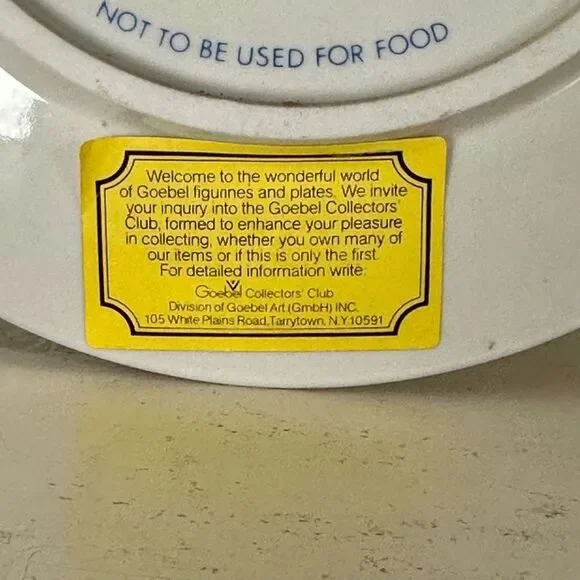 NOT TO BE USED FOR FOOD
Welcome to the wonderful world
of Goebel figurines and plates. We invite
your inquiry into the Goebel Collectors'
Club, formed to enhance your pleasure
in collecting, whether you own many of
our items or if this is only the first.
For detailed information write:
Goebel Collectors' Club
Division of Goebel Art (GmbH) INC.
105 White Plains Road, Tarrytown, N.Y. 10591